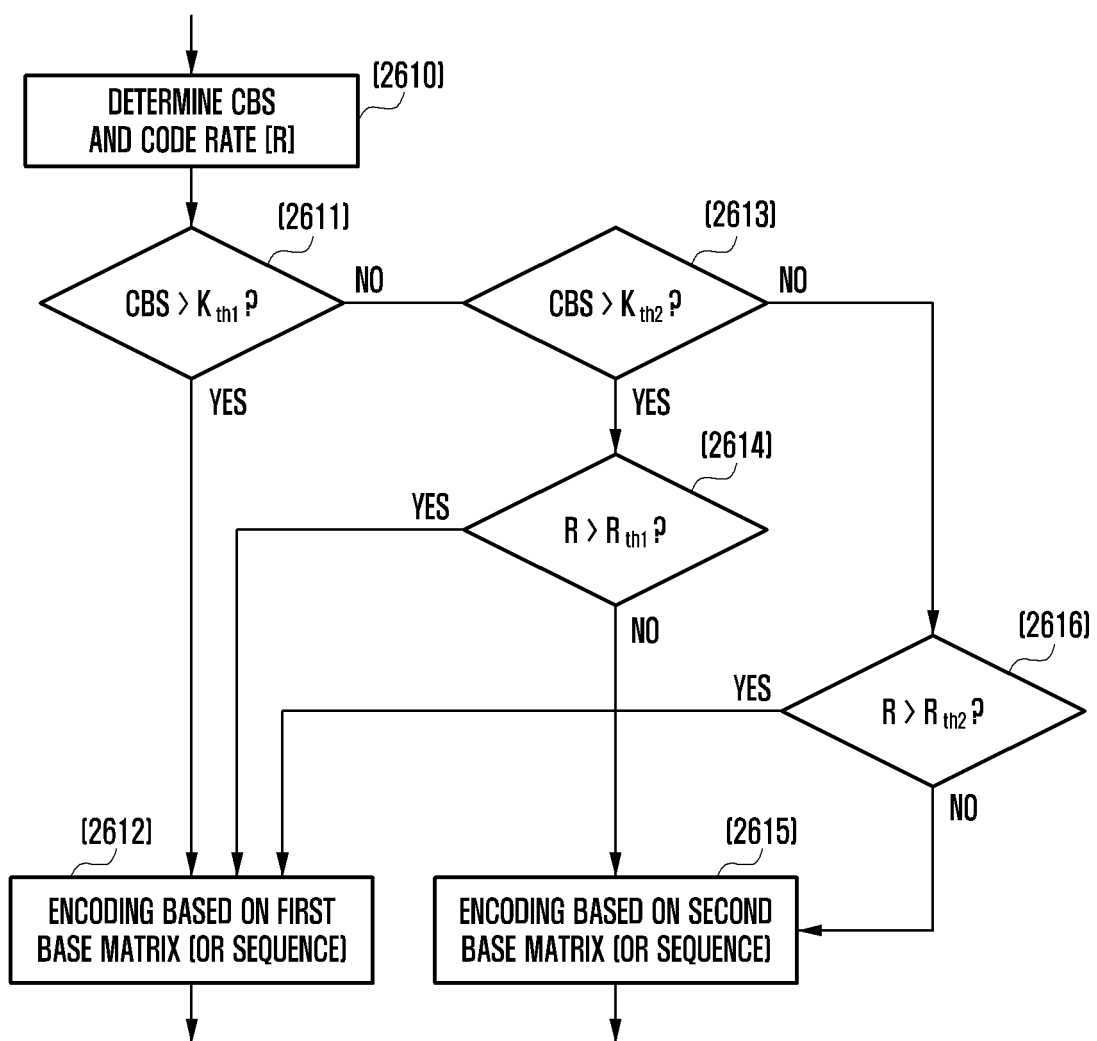 (2610)
DETERMINE CBS
AND CODE RATE [R]
(2611)
(2613)
CBS > Kth1 ?
NO
CBS > Kth2 ?
NO
YES
YES
(2614)
YES
R > Rth1 ?
NO
(2616)
YES
R > Rth2 ?
NO
(2612)
(2615)
ENCODING BASED ON FIRST
BASE MATRIX (OR SEQUENCE)
ENCODING BASED ON SECOND
BASE MATRIX (OR SEQUENCE)